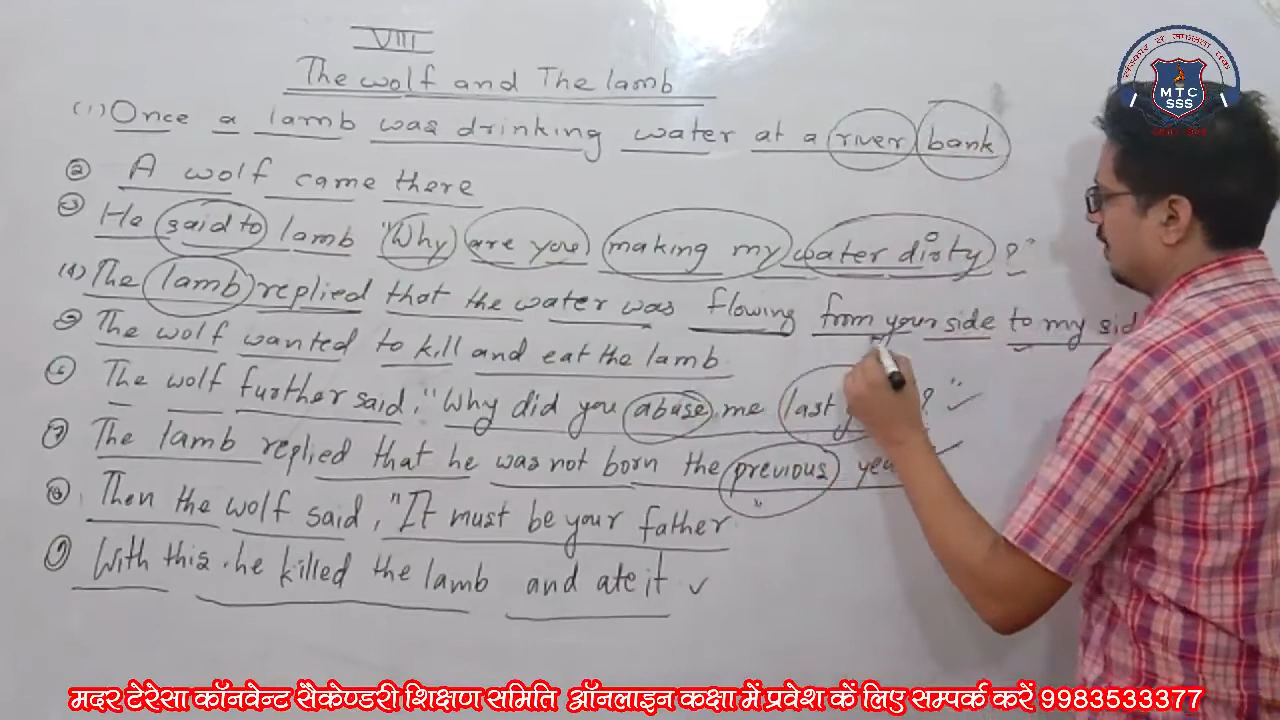 VIII
The wolf and The lamb
(1) Once a lamb was drinking water at a river bank
② A wolf came there
③ He said to lamb "Why are you making my water dirty ?"
(4) The lamb replied that the water was flowing from your side to my sid
⑤ The wolf wanted to kill and eat the lamb.
⑥ The wolf further said, "Why did you abuse me last ?"
⑦ The lamb replied that he was not born the previous yea
⑧ Then the wolf said, "It must be your father"
⑨ With this he killed the lamb and ate it
MTC
SSS
मदर टेरेसा कॉनवेन्ट सैकेण्डरी शिक्षण समिति ऑनलाइन कक्षा में प्रवेश के लिए सम्पर्क करें 9983533377